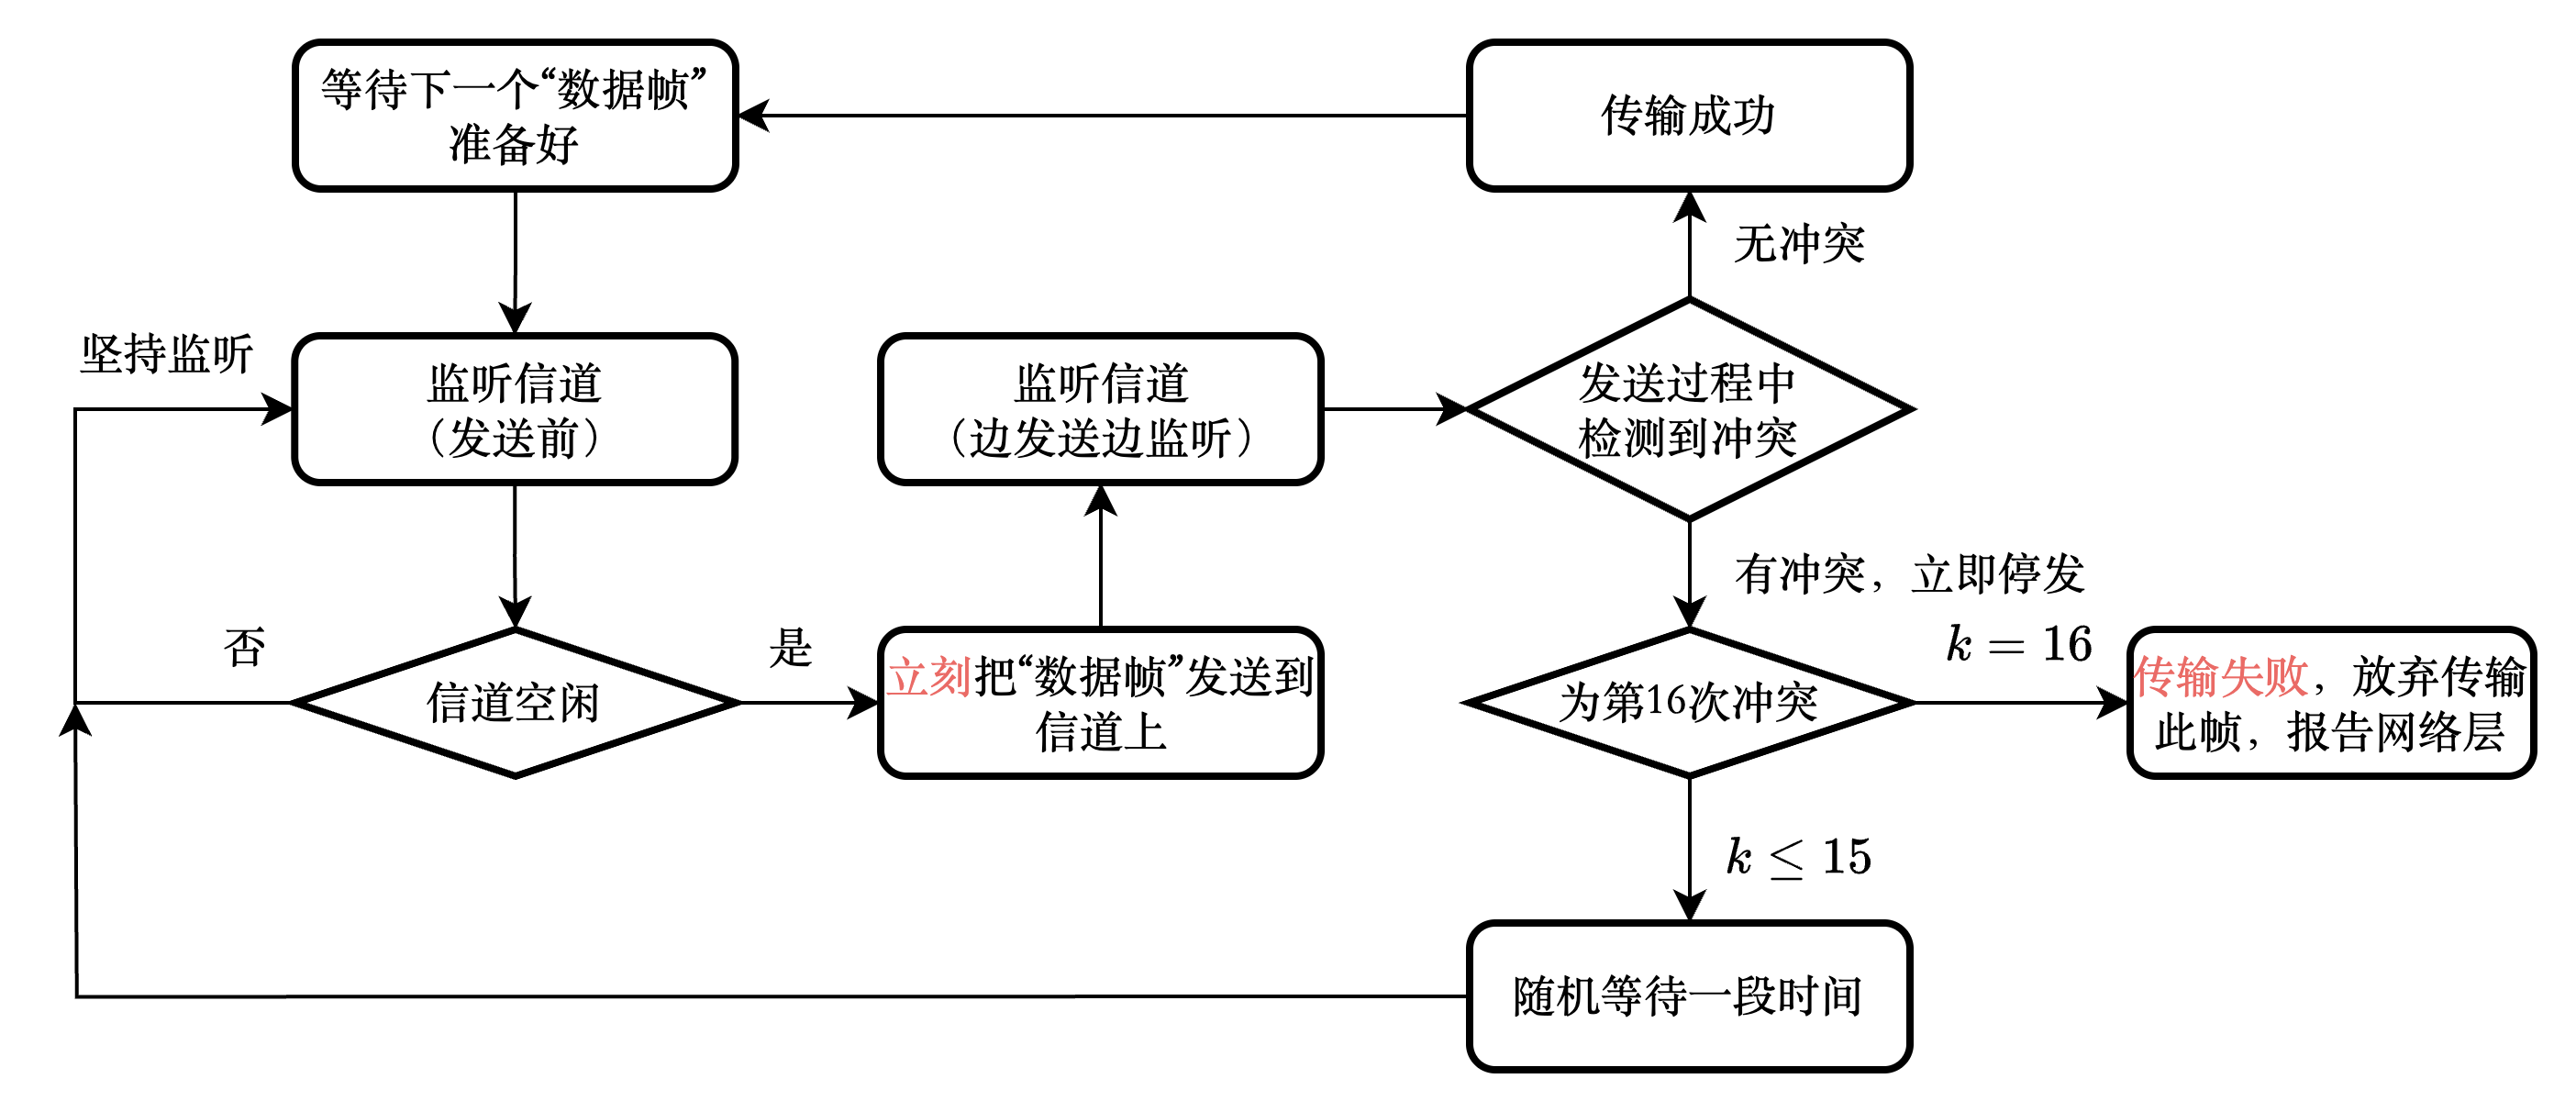 等待下一个“数据帧”
准备好
传输成功
无冲突
坚持监听
监听信道
（发送前）
监听信道
（边发送边监听）
发送过程中
检测到冲突
有冲突，立即停发
否
信道空闲
是
立刻把“数据帧”发送到
信道上
为第16次冲突
k = 16
传输失败，放弃传输
此帧，报告网络层
k ≤ 15
随机等待一段时间